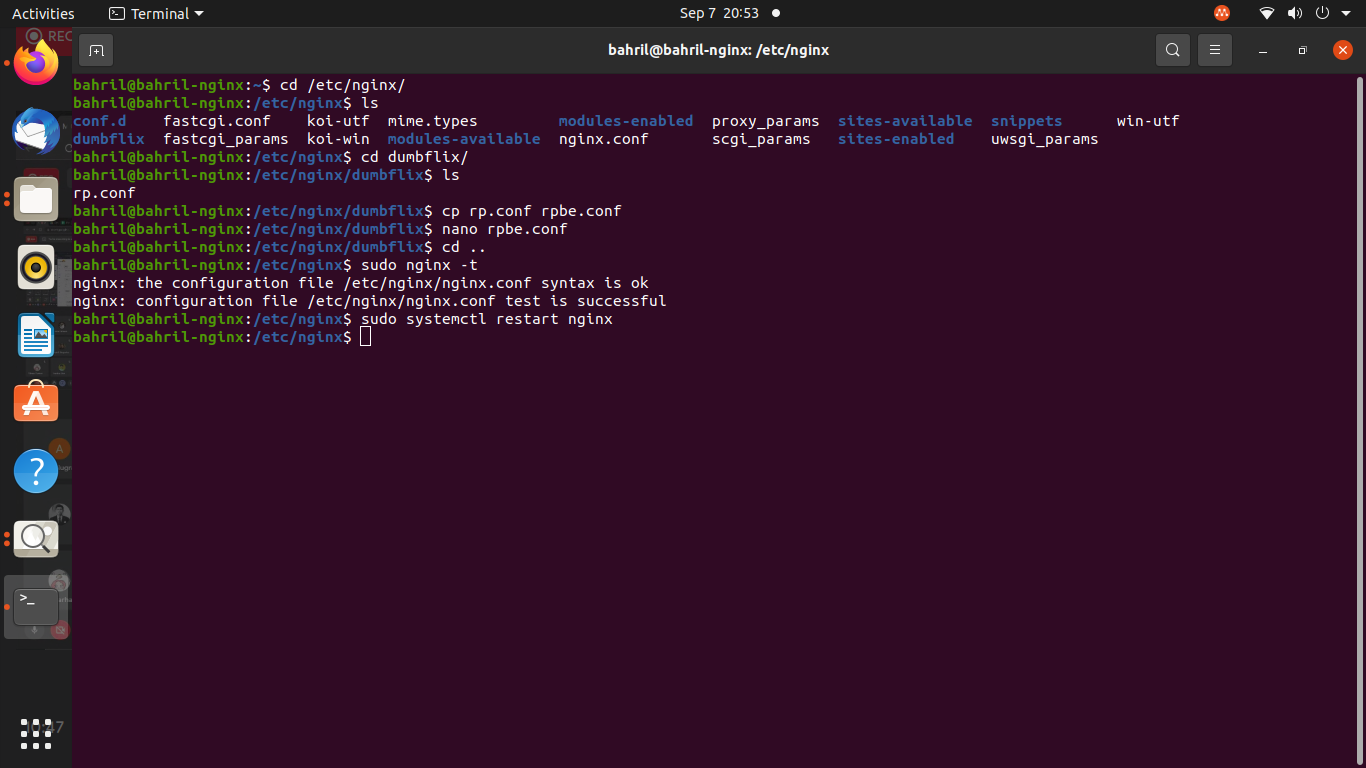 Activities Terminal Sep 7 20:53
REC
bahril@bahril-nginx: /etc/nginx
bahril@bahril-nginx:~$ cd /etc/nginx/
bahril@bahril-nginx:/etc/nginx$ ls
conf.d fastcgi.conf koi-utf mime.types modules-enabled proxy_params sites-available snippets win-utf
dumbflix fastcgi_params koi-win modules-available nginx.conf scgi_params sites-enabled uwsgi_params
bahril@bahril-nginx:/etc/nginx$ cd dumbflix/
bahril@bahril-nginx:/etc/nginx/dumbflix$ ls
rp.conf
bahril@bahril-nginx:/etc/nginx/dumbflix$ cp rp.conf rpbe.conf
bahril@bahril-nginx:/etc/nginx/dumbflix$ nano rpbe.conf
bahril@bahril-nginx:/etc/nginx/dumbflix$ cd ..
bahril@bahril-nginx:/etc/nginx$ sudo nginx -t
nginx: the configuration file /etc/nginx/nginx.conf syntax is ok
nginx: configuration file /etc/nginx/nginx.conf test is successful
bahril@bahril-nginx:/etc/nginx$ sudo systemctl restart nginx
bahril@bahril-nginx:/etc/nginx$